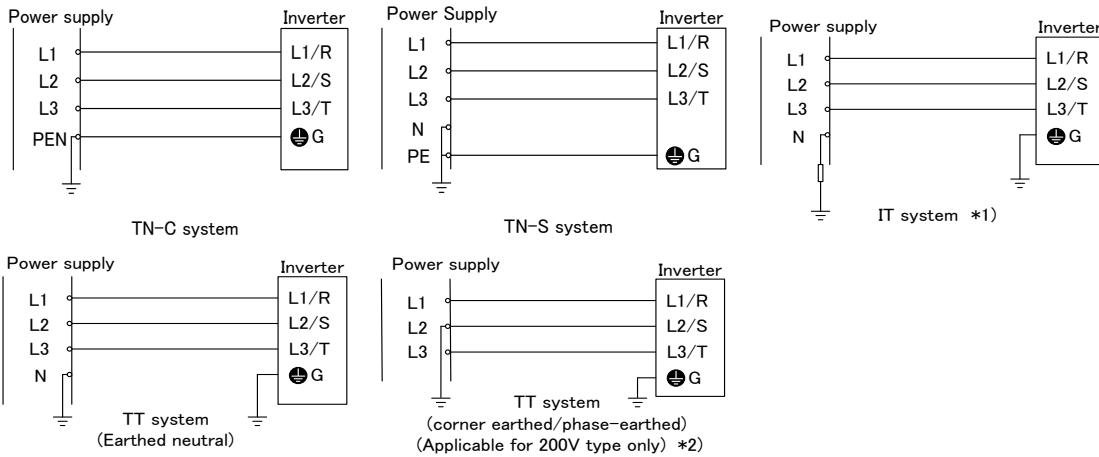 Power supply
Inverter
L1
L1/R
L2
L2/S
L3
L3/T
PEN
G
TN-C system
Power Supply
Inverter
L1
L1/R
L2
L2/S
L3
L3/T
N
PE
G
TN-S system
Power supply
Inverter
L1
L1/R
L2
L2/S
L3
L3/T
N
G
IT system *1)
Power supply
Inverter
L1
L1/R
L2
L2/S
L3
L3/T
N
G
TT system
(Earthed neutral)
Power supply
Inverter
L1
L1/R
L2
L2/S
L3
L3/T
G
TT system
(corner earthed/phase-earthed)
(Applicable for 200V type only) *2)